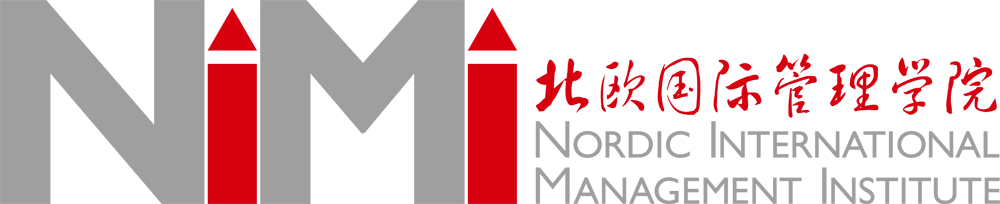 NiMi
北欧国际管理学院
NORDIC INTERNATIONAL
MANAGEMENT INSTITUTE